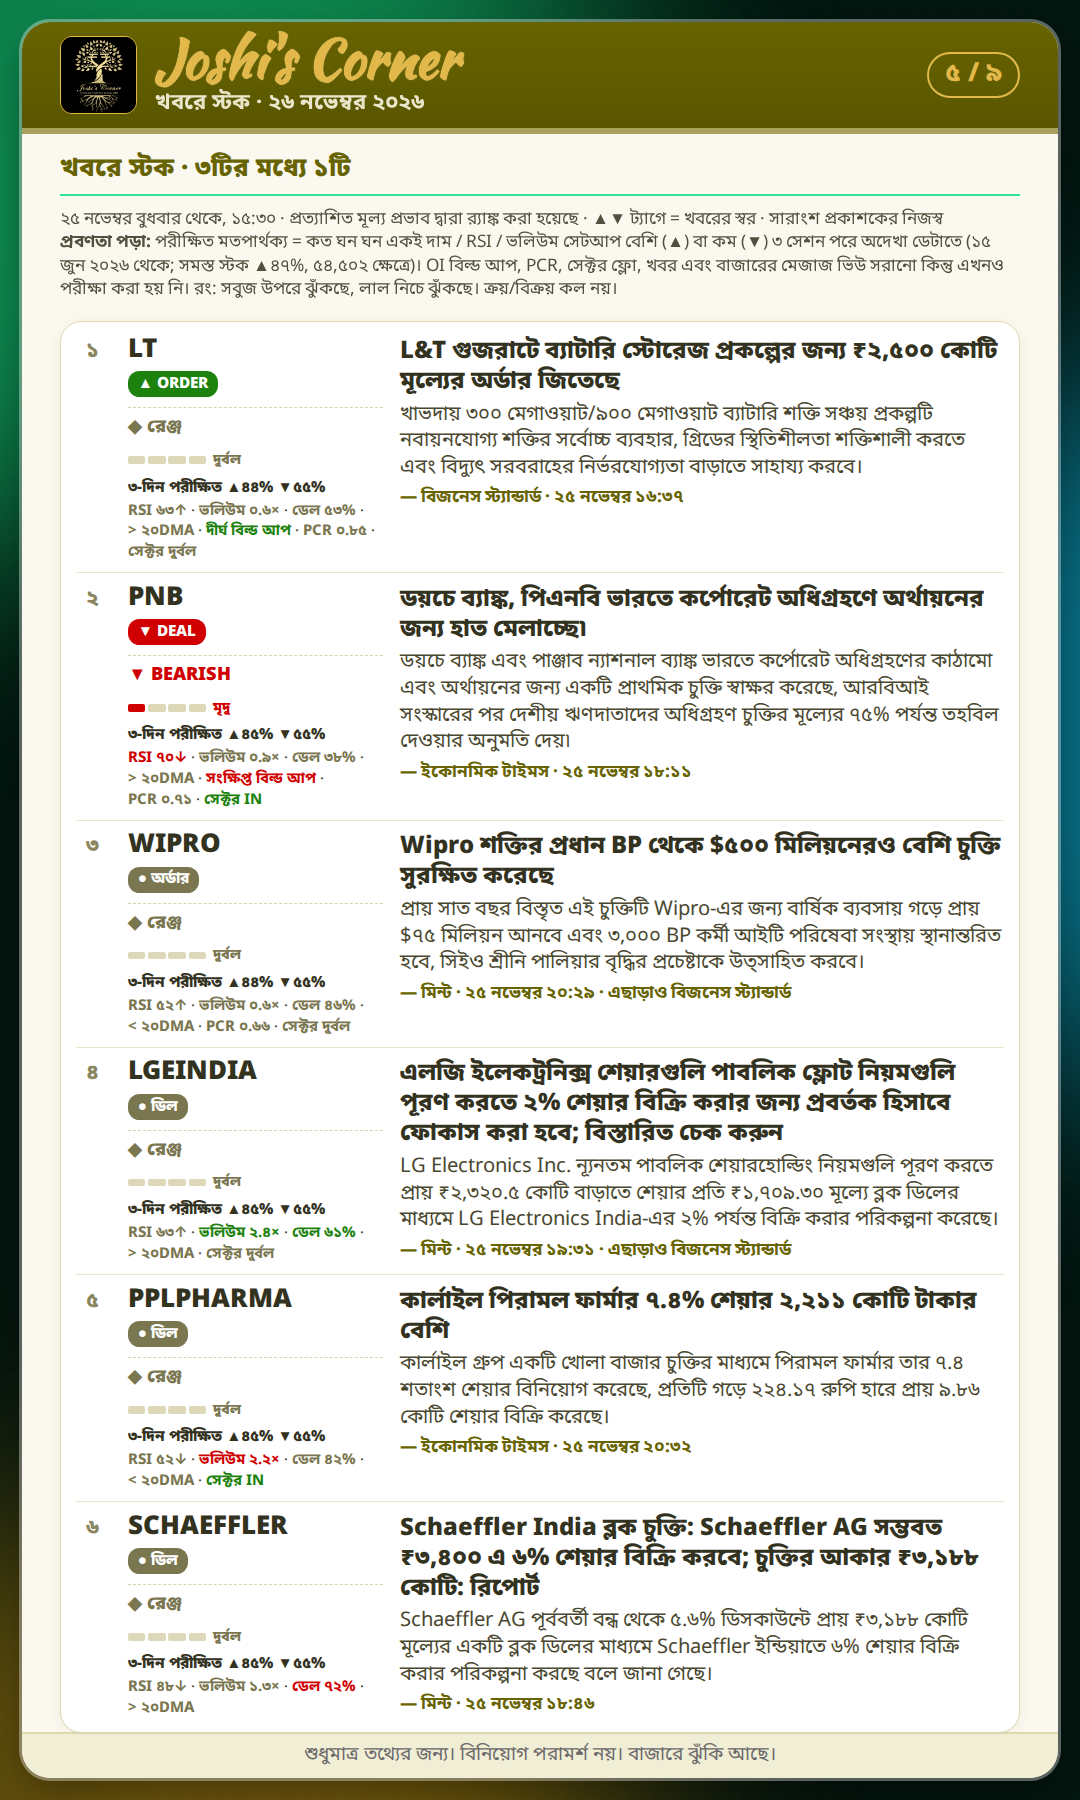 Joshi's Corner
খবরে স্টক · ২৬ নভেম্বর ২০২৬
৫ / ৯
Joshi's Corner
খবরে স্টক · ৩টির মধ্যে ১টি
২৫ নভেম্বর বুধবার থেকে, ১৫:৩০ · প্রত্যাশিত মূল্য প্রভাব দ্বারা র‍্যাঙ্ক করা হয়েছে · ▲▼ ট্যাগে = খবরের স্বর · সারাংশ প্রকাশকের নিজস্ব
প্রবণতা পড়া: পরীক্ষিত মতপার্থক্য = কত ঘন ঘন একই দাম / RSI / ভলিউম সেটআপ বেশি (▲) বা কম (▼) ৩ সেশন পরে অদেখা ডেটাতে (১৫
জুন ২০২৬ থেকে; সমস্ত স্টক ▲৪৭%, ৫৪,৫০২ ক্ষেত্রে)। OI বিল্ড আপ, PCR, সেক্টর ফ্লো, খবর এবং বাজারের মেজাজ ভিউ সরানো কিন্তু এখনও
পরীক্ষা করা হয় নি। রং: সবুজ উপরে ঝুঁকছে, লাল নিচে ঝুঁকছে। ক্রয়/বিক্রয় কল নয়।
১
LT
▲ ORDER
◆ রেঞ্জ
দুর্বল
৩-দিন পরীক্ষিত ▲৪৪% ▼৫৫%
RSI ৬৩↑ · ভলিউম ০.৬× · ডেল ৫৩% ·
> ২০DMA · দীর্ঘ বিল্ড আপ · PCR ০.৮৫ ·
সেক্টর দুর্বল
L&T গুজরাটে ব্যাটারি স্টোরেজ প্রকল্পের জন্য ₹২,৫০০ কোটি
মূল্যের অর্ডার জিতেছে
খাভদায় ৩০০ মেগাওয়াট/৯০০ মেগাওয়াট ব্যাটারি শক্তি সঞ্চয় প্রকল্পটি
নবায়নযোগ্য শক্তির সর্বোচ্চ ব্যবহার, গ্রিডের স্থিতিশীলতা শক্তিশালী করতে
এবং বিদ্যুৎ সরবরাহের নির্ভরযোগ্যতা বাড়াতে সাহায্য করবে।
— বিজনেস স্ট্যান্ডার্ড · ২৫ নভেম্বর ১৬:৩৭
২
PNB
▼ DEAL
▼ BEARISH
মৃদু
৩-দিন পরীক্ষিত ▲৪৫% ▼৫৫%
RSI ৭০↓ · ভলিউম ০.৯× · ডেল ৩৮% ·
> ২০DMA · সংক্ষিপ্ত বিল্ড আপ ·
PCR ০.৭১ · সেক্টর IN
ডয়চে ব্যাঙ্ক, পিএনবি ভারতে কর্পোরেট অধিগ্রহণে অর্থায়নের
জন্য হাত মেলাচ্ছে৷
ডয়চে ব্যাঙ্ক এবং পাঞ্জাব ন্যাশনাল ব্যাঙ্ক ভারতে কর্পোরেট অধিগ্রহণের কাঠামো
এবং অর্থায়নের জন্য একটি প্রাথমিক চুক্তি স্বাক্ষর করেছে, আরবিআই
সংস্কারের পর দেশীয় ঋণদাতাদের অধিগ্রহণ চুক্তির মূল্যের ৭৫% পর্যন্ত তহবিল
দেওয়ার অনুমতি দেয়৷
— ইকোনমিক টাইমস · ২৫ নভেম্বর ১৮:১১
৩
WIPRO
● অর্ডার
◆ রেঞ্জ
দুর্বল
৩-দিন পরীক্ষিত ▲৪৪% ▼৫৫%
RSI ৫২↑ · ভলিউম ০.৬× · ডেল ৪৬% ·
< ২০DMA · PCR ০.৬৬ · সেক্টর দুর্বল
Wipro শক্তির প্রধান BP থেকে $৫০০ মিলিয়নেরও বেশি চুক্তি
সুরক্ষিত করেছে
প্রায় সাত বছর বিস্তৃত এই চুক্তিটি Wipro-এর জন্য বার্ষিক ব্যবসায় গড়ে প্রায়
$৭৫ মিলিয়ন আনবে এবং ৩,০০০ BP কর্মী আইটি পরিষেবা সংস্থায় স্থানান্তরিত
হবে, সিইও শ্রীনি পালিয়ার বৃদ্ধির প্রচেষ্টাকে উত্সাহিত করবে।
— মিন্ট · ২৫ নভেম্বর ২০:২৯ · এছাড়াও বিজনেস স্ট্যান্ডার্ড
৪
LGEINDIA
● ডিল
◆ রেঞ্জ
দুর্বল
৩-দিন পরীক্ষিত ▲৪৫% ▼৫৫%
RSI ৬৩↑ · ভলিউম ২.৪× · ডেল ৬১% ·
> ২০DMA · সেক্টর দুর্বল
এলজি ইলেকট্রনিক্স শেয়ারগুলি পাবলিক ফ্লোট নিয়মগুলি
পূরণ করতে ২% শেয়ার বিক্রি করার জন্য প্রবর্তক হিসাবে
ফোকাস করা হবে; বিস্তারিত চেক করুন
LG Electronics Inc. ন্যূনতম পাবলিক শেয়ারহোল্ডিং নিয়মগুলি পূরণ করতে
প্রায় ₹২,৩২০.৫ কোটি বাড়াতে শেয়ার প্রতি ₹১,৭০৯.৩০ মূল্যে ব্লক ডিলের
মাধ্যমে LG Electronics India-এর ২% পর্যন্ত বিক্রি করার পরিকল্পনা করেছে।
— মিন্ট · ২৫ নভেম্বর ১৯:৩১ · এছাড়াও বিজনেস স্ট্যান্ডার্ড
৫
PPLPHARMA
● ডিল
◆ রেঞ্জ
দুর্বল
৩-দিন পরীক্ষিত ▲৪৫% ▼৫৫%
RSI ৫২↓ · ভলিউম ২.২× · ডেল ৪২% ·
< ২০DMA · সেক্টর IN
কার্লাইল পিরামল ফার্মার ৭.৪% শেয়ার ২,২১১ কোটি টাকার
বেশি
কার্লাইল গ্রুপ একটি খোলা বাজার চুক্তির মাধ্যমে পিরামল ফার্মার তার ৭.৪
শতাংশ শেয়ার বিনিয়োগ করেছে, প্রতিটি গড়ে ২২৪.১৭ রুপি হারে প্রায় ৯.৮৬
কোটি শেয়ার বিক্রি করেছে।
— ইকোনমিক টাইমস · ২৫ নভেম্বর ২০:৩২
৬
SCHAEFFLER
● ডিল
◆ রেঞ্জ
দুর্বল
৩-দিন পরীক্ষিত ▲৪৫% ▼৫৫%
RSI ৪৮↓ · ভলিউম ১.৩× · ডেল ৭২% ·
> ২০DMA
Schaeffler India ব্লক চুক্তি: Schaeffler AG সম্ভবত
₹৩,৪০০ এ ৬% শেয়ার বিক্রি করবে; চুক্তির আকার ₹৩,১৮৮
কোটি: রিপোর্ট
Schaeffler AG পূর্ববর্তী বন্ধ থেকে ৫.৬% ডিসকাউন্টে প্রায় ₹৩,১৮৮ কোটি
মূল্যের একটি ব্লক ডিলের মাধ্যমে Schaeffler ইন্ডিয়াতে ৬% শেয়ার বিক্রি
করার পরিকল্পনা করছে বলে জানা গেছে।
— মিন্ট · ২৫ নভেম্বর ১৮:৪৬
শুধুমাত্র তথ্যের জন্য। বিনিয়োগ পরামর্শ নয়। বাজারে ঝুঁকি আছে।